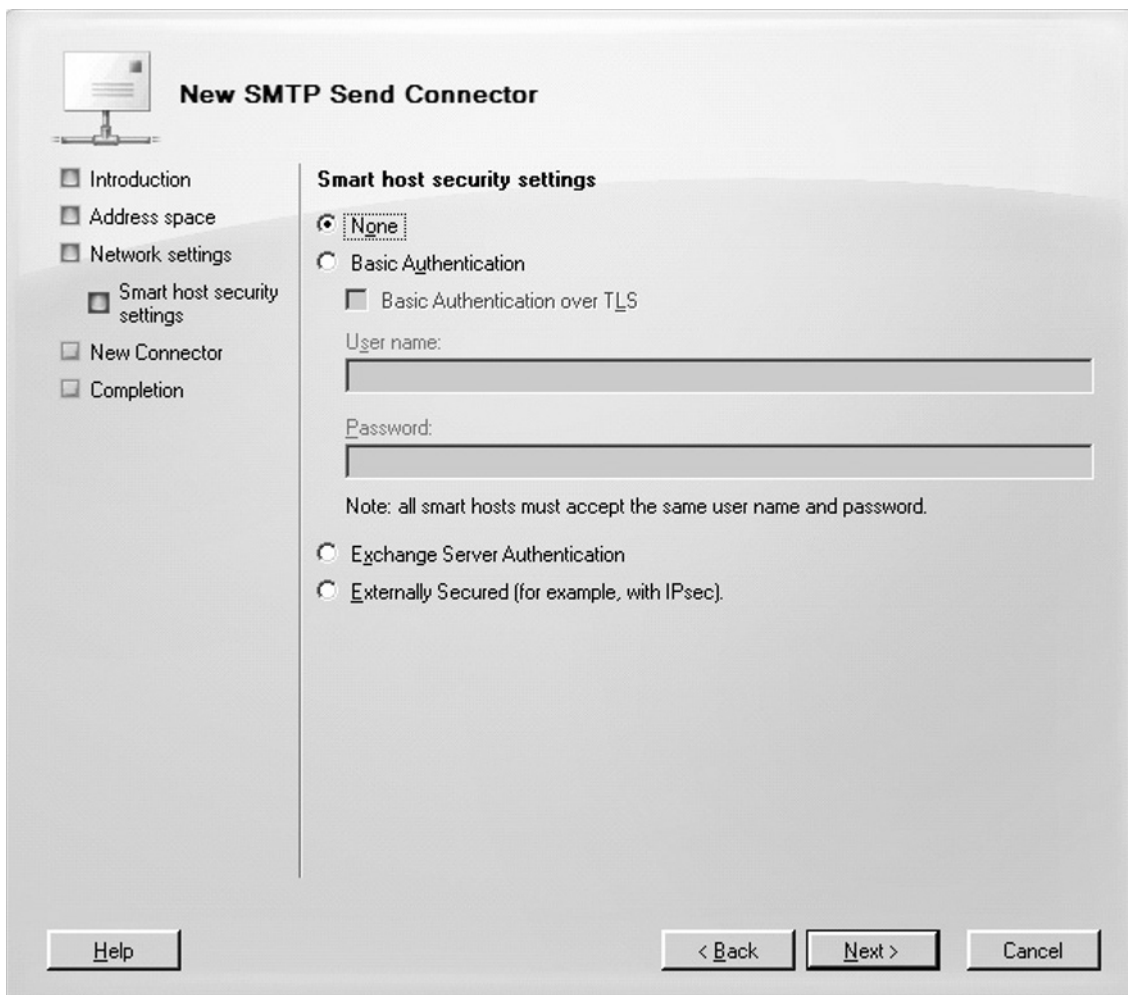 New SMTP Send Connector
Introduction
Address space
Network settings
Smart host security
settings
New Connector
Completion
Smart host security settings
None
Basic Authentication
Basic Authentication over TLS
User name:
Password:
Note: all smart hosts must accept the same user name and password.
Exchange Server Authentication
Externally Secured (for example, with IPsec).
Help
< Back
Next >
Cancel